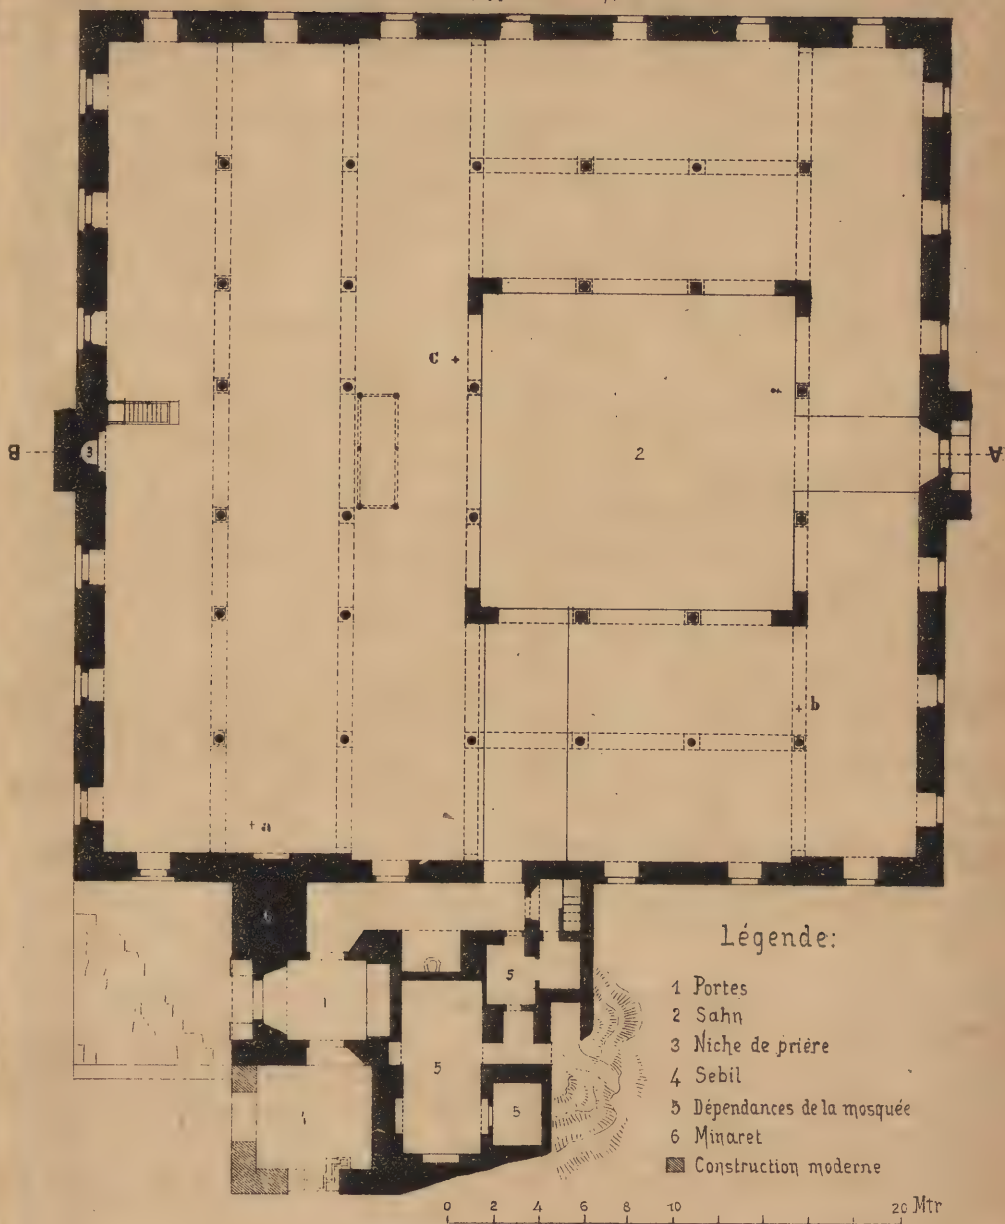 c
B
3
2
A
b
a
1
5
5
4
5
Légende:
1 Portes
2 Sahn
3 Niche de prière
4 Sebil
5 Dépendances de la mosquée
6 Minaret
Construction moderne
0 2 4 6 8 10 20 Mtr